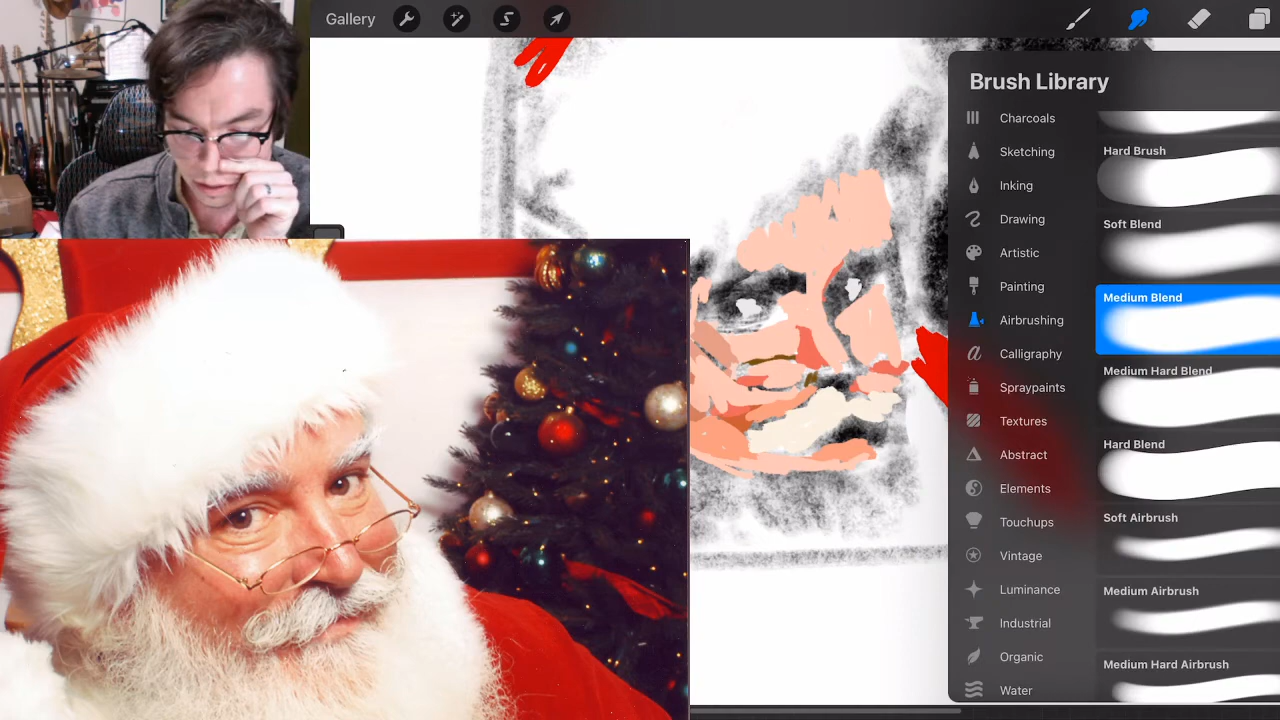 Gallery
Brush Library
Charcoals
Sketching
Inking
Drawing
Artistic
Painting
Airbrushing
Calligraphy
Spraypaints
Textures
Abstract
Elements
Touchups
Vintage
Luminance
Industrial
Organic
Water
Hard Brush
Soft Blend
Medium Blend
Medium Hard Blend
Hard Blend
Soft Airbrush
Medium Airbrush
Medium Hard Airbrush